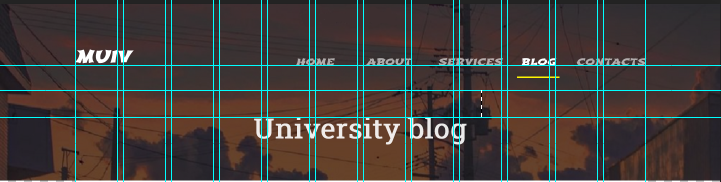 MUIV
HOME ABOUT SERVICES BLOG CONTACTS
University blog